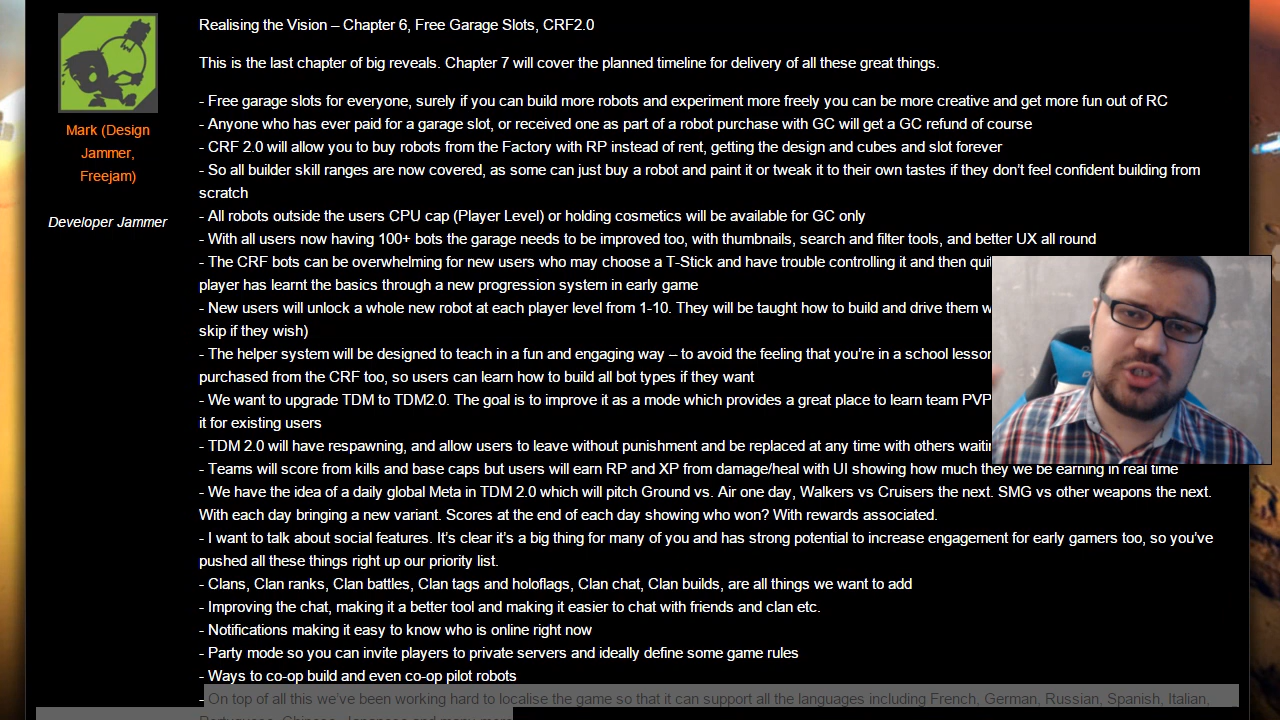 Realising the Vision – Chapter 6, Free Garage Slots, CRF2.0
This is the last chapter of big reveals. Chapter 7 will cover the planned timeline for delivery of all these great things.
- Free garage slots for everyone, surely if you can build more robots and experiment more freely you can be more creative and get more fun out of RC
Mark (Design
Jammer,
Freejam)
Developer Jammer
- Anyone who has ever paid for a garage slot, or received one as part of a robot purchase with GC will get a GC refund of course
- CRF 2.0 will allow you to buy robots from the Factory with RP instead of rent, getting the design and cubes and slot forever
- So all builder skill ranges are now covered, as some can just buy a robot and paint it or tweak it to their own tastes if they don't feel confident building from
scratch
- All robots outside the users CPU cap (Player Level) or holding cosmetics will be available for GC only
- With all users now having 100+ bots the garage needs to be improved too, with thumbnails, search and filter tools, and better UX all round
- The CRF bots can be overwhelming for new users who may choose a T-Stick and have trouble controlling it and then quit
player has learnt the basics through a new progression system in early game
- New users will unlock a whole new robot at each player level from 1-10. They will be taught how to build and drive them
skip if they wish)
- The helper system will be designed to teach in a fun and engaging way – to avoid the feeling that you're in a school lesson
purchased from the CRF too, so users can learn how to build all bot types if they want
- We want to upgrade TDM to TDM2.0. The goal is to improve it as a mode which provides a great place to learn team PVP
it for existing users
- TDM 2.0 will have respawning, and allow users to leave without punishment and be replaced at any time with others
- Teams will score from kills and base caps but users will earn RP and XP from damage/heal with UI showing how much they we be earning in real time
- We have the idea of a daily global Meta in TDM 2.0 which will pitch Ground vs. Air one day, Walkers vs Cruisers the next. SMG vs other weapons the next.
With each day bringing a new variant. Scores at the end of each day showing who won? With rewards associated.
- I want to talk about social features. It's clear it's a big thing for many of you and has strong potential to increase engagement for early gamers too, so you've
pushed all these things right up our priority list.
- Clans, Clan ranks, Clan battles, Clan tags and holoflags, Clan chat, Clan builds, are all things we want to add
- Improving the chat, making it a better tool and making it easier to chat with friends and clan etc.
- Notifications making it easy to know who is online right now
- Party mode so you can invite players to private servers and ideally define some game rules
- Ways to co-op build and even co-op pilot robots
- On top of all this we've been working hard to localise the game so that it can support all the languages including French, German, Russian, Spanish, Italian,